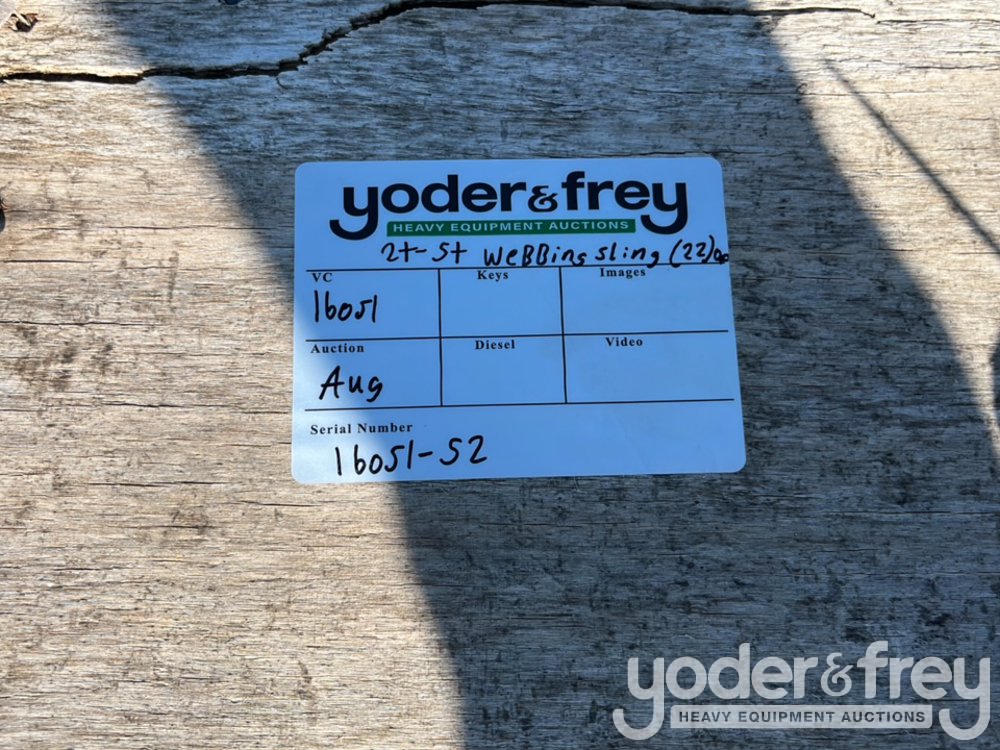 yoder&frey
HEAVY EQUIPMENT AUCTIONS
2t-5t WeBBing sling (22)
VC
Keys
Images
16051
Auction
Diesel
Video
Aug
Serial Number
16051-52
yoder&frey
HEAVY EQUIPMENT AUCTIONS